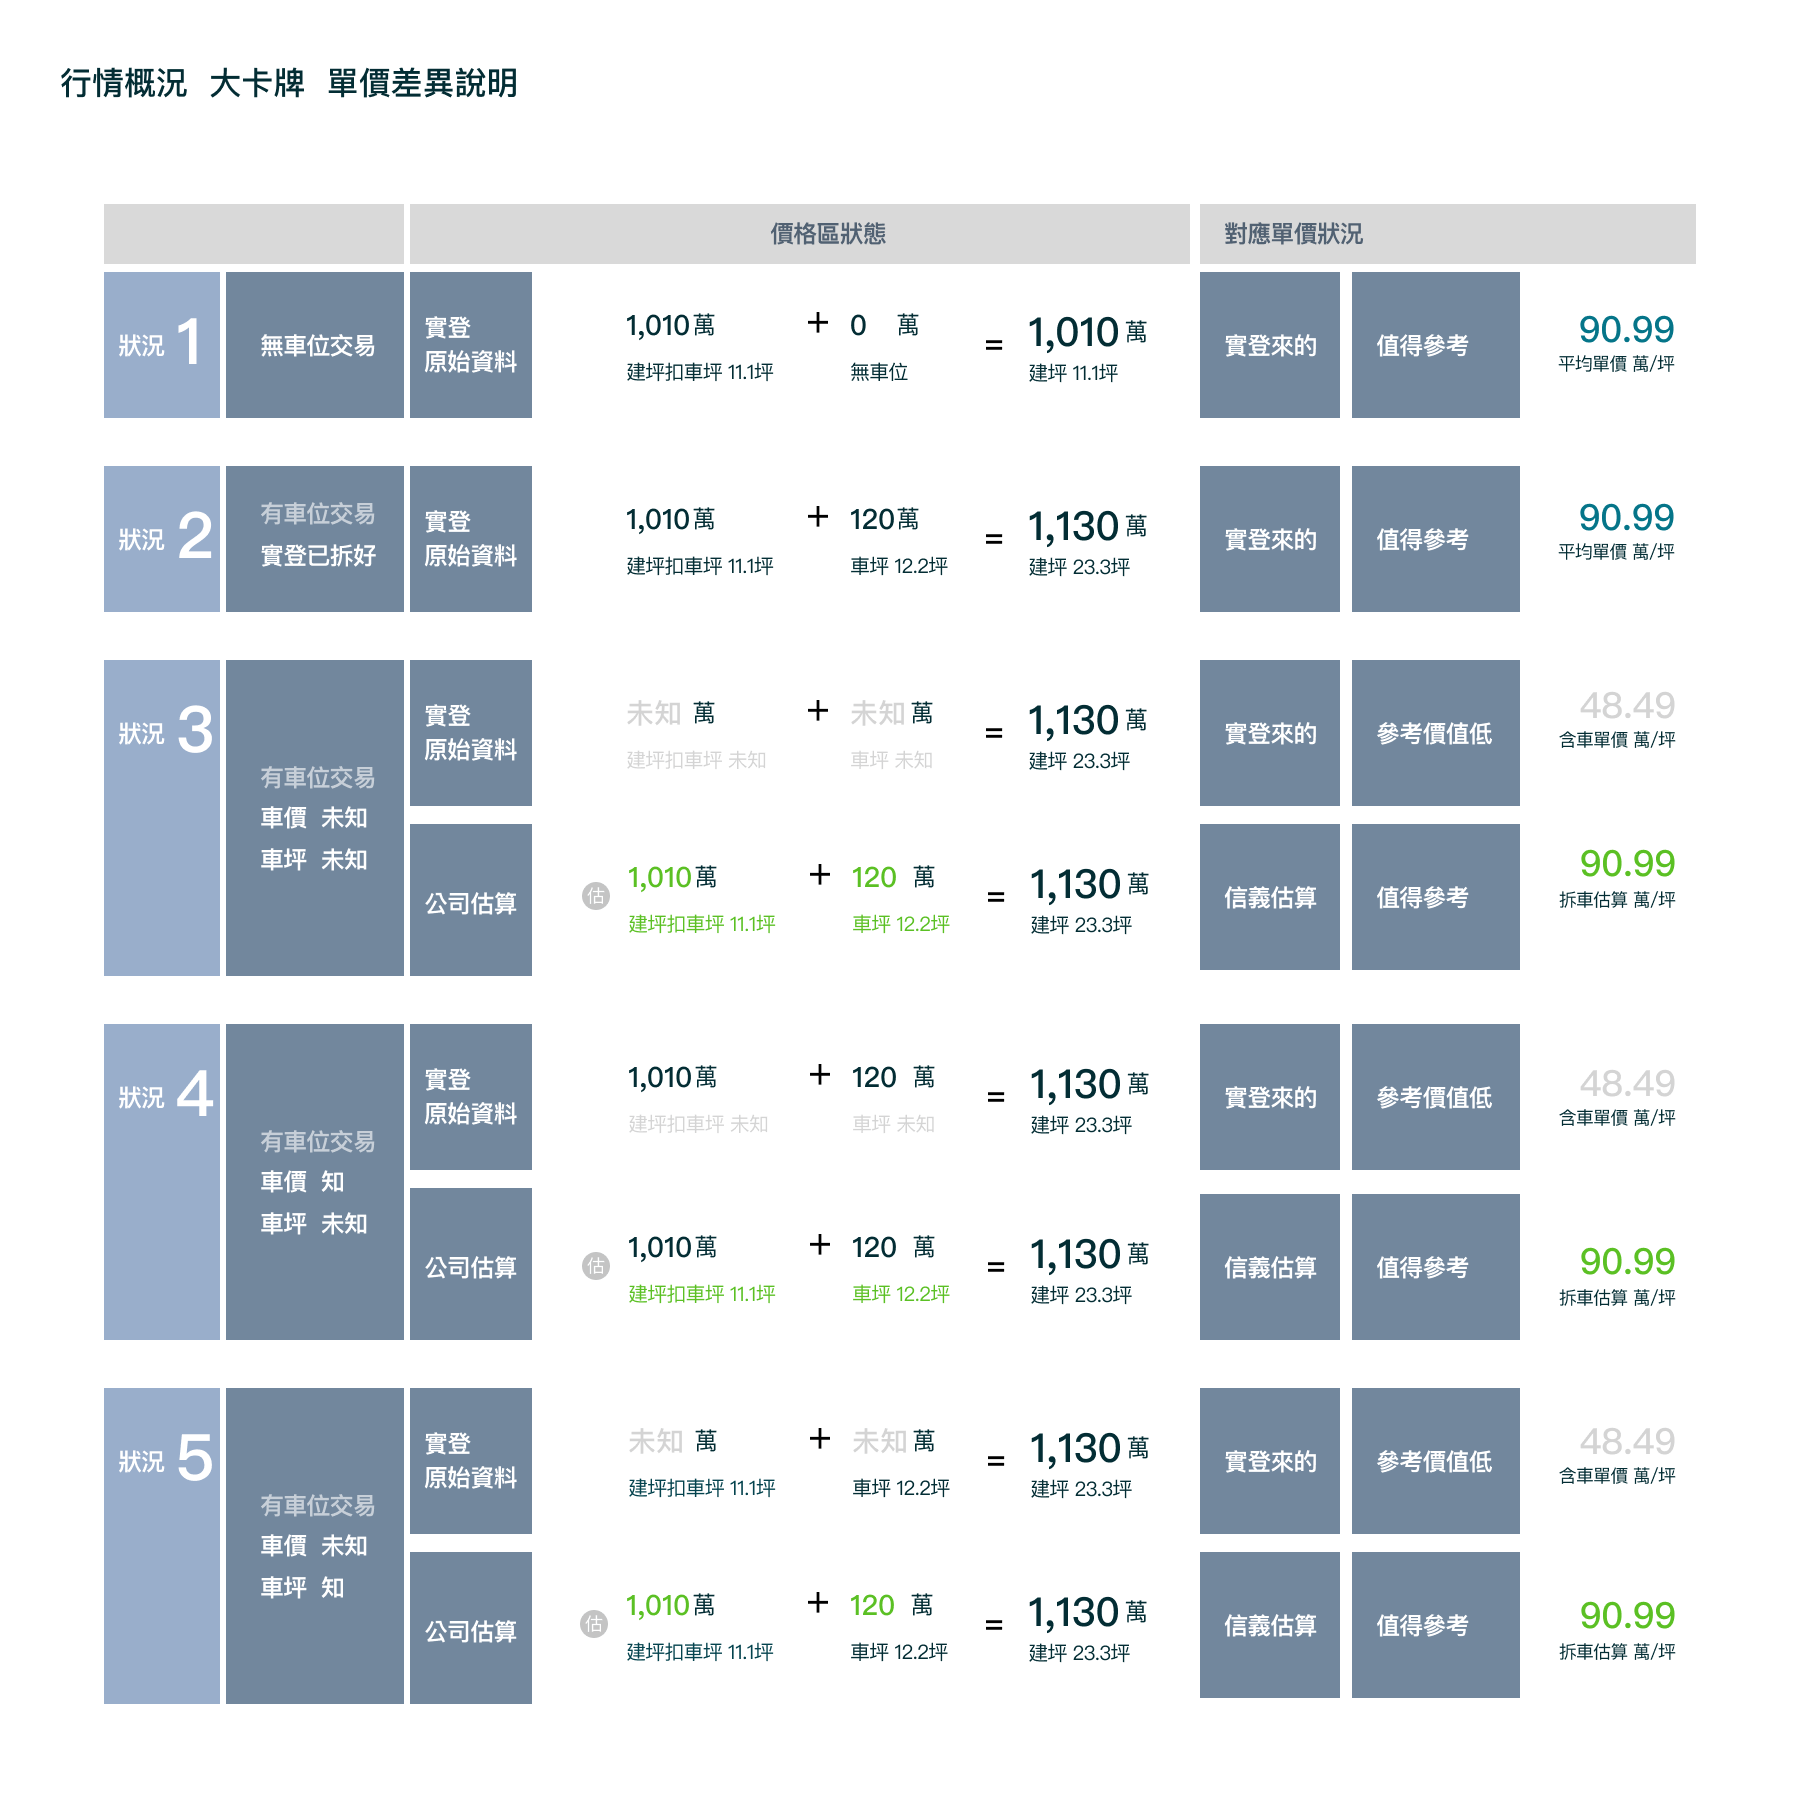 行情概況 大卡牌 單價差異說明
價格區狀態
對應單價狀況
狀況 1
無車位交易
實登
原始資料
1,010萬 + 0 萬 = 1,010 萬
建坪扣車坪 11.1坪
無車位
建坪 11.1坪
實登來的
值得參考
90.99
平均單價 萬/坪
狀況 2
有車位交易
實登已拆好
實登
原始資料
1,010萬 + 120萬 = 1,130 萬
建坪扣車坪 11.1坪
車坪 12.2坪
建坪 23.3坪
實登來的
值得參考
90.99
平均單價 萬/坪
狀況 3
有車位交易
車價 未知
車坪 未知
實登
原始資料
未知 萬 + 未知 萬 = 1,130 萬
建坪扣車坪 未知
車坪 未知
建坪 23.3坪
實登來的
參考價值低
48.49
含車單價 萬/坪
公司估算
估
1,010萬 + 120 萬 = 1,130 萬
建坪扣車坪 11.1坪
車坪 12.2坪
建坪 23.3坪
信義估算
值得參考
90.99
拆車估算 萬/坪
狀況 4
有車位交易
車價 知
車坪 未知
實登
原始資料
1,010萬 + 120 萬 = 1,130 萬
建坪扣車坪 未知
車坪 未知
建坪 23.3坪
實登來的
參考價值低
48.49
含車單價 萬/坪
公司估算
估
1,010萬 + 120 萬 = 1,130 萬
建坪扣車坪 11.1坪
車坪 12.2坪
建坪 23.3坪
信義估算
值得參考
90.99
拆車估算 萬/坪
狀況 5
有車位交易
車價 未知
車坪 知
實登
原始資料
未知 萬 + 未知 萬 = 1,130 萬
建坪扣車坪 11.1坪
車坪 12.2坪
建坪 23.3坪
實登來的
參考價值低
48.49
含車單價 萬/坪
公司估算
估
1,010萬 + 120 萬 = 1,130 萬
建坪扣車坪 11.1坪
車坪 12.2坪
建坪 23.3坪
信義估算
值得參考
90.99
拆車估算 萬/坪